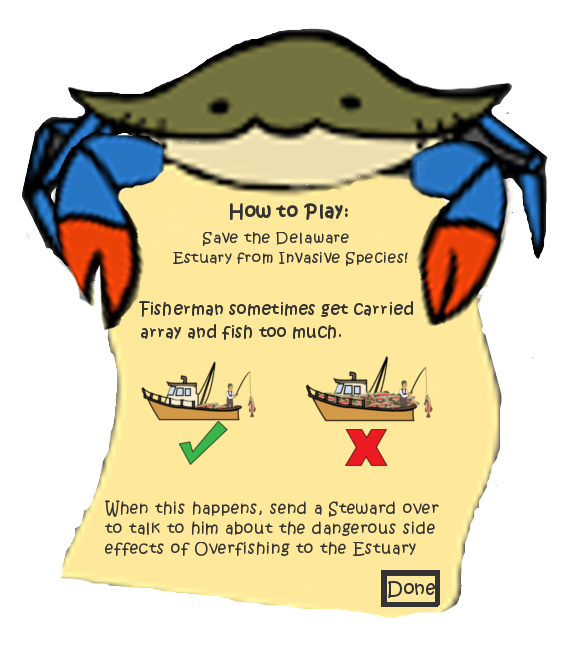 How to Play:
Save the Delaware
Estuary from Invasive Species!
Fisherman sometimes get carried
array and fish too much.
When this happens, send a Steward over
to talk to him about the dangerous side
effects of Overfishing to the Estuary
Done